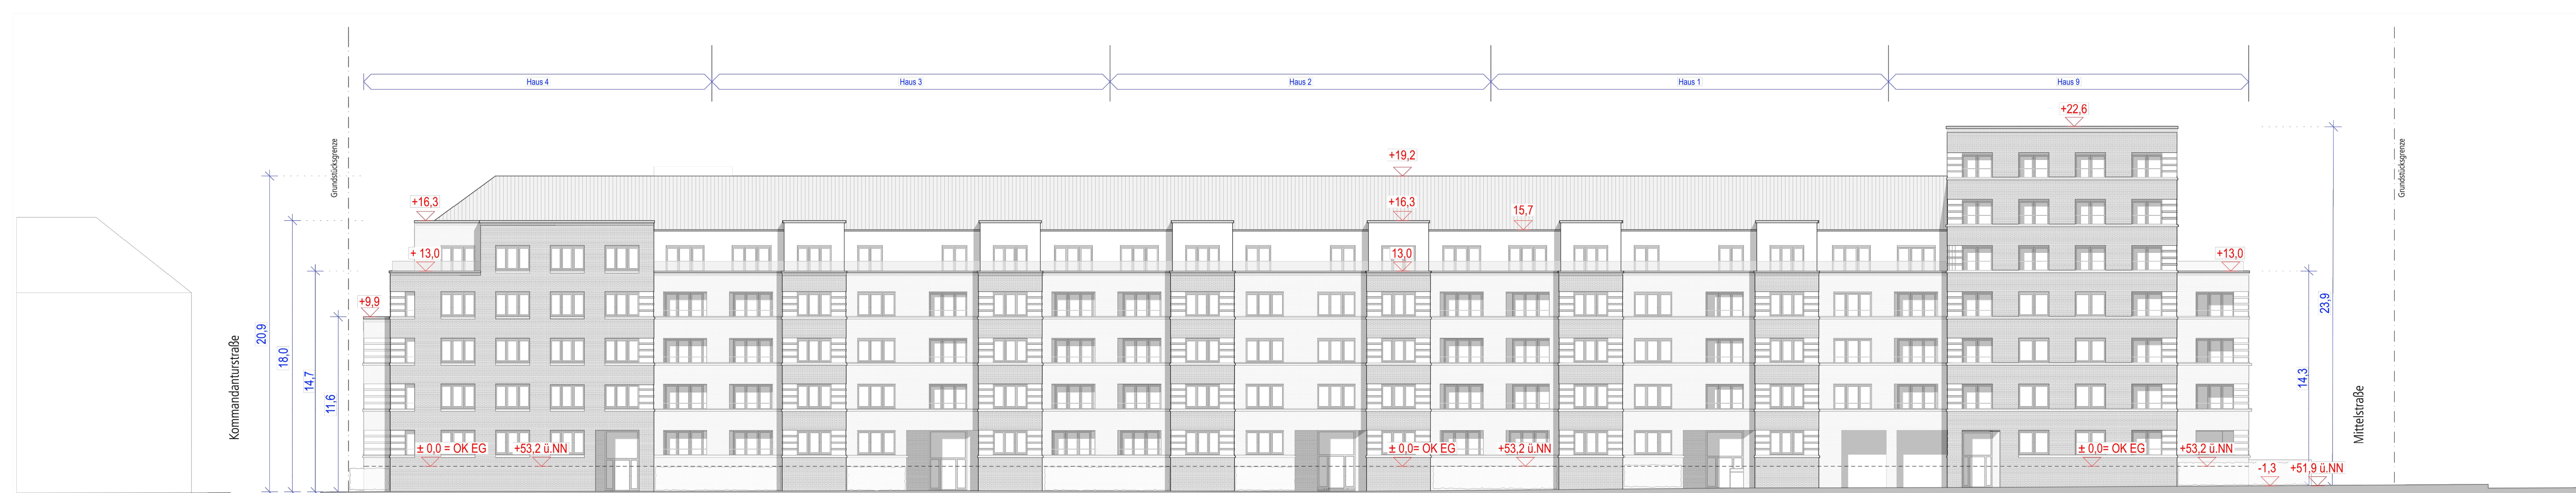 Haus 4
Haus 3
Haus 2
Haus 1
Haus 9
+22,6
Grundstücksgrenze
Grundstücksgrenze
+19,2
+16,3
+16,3
15,7
+ 13,0
13,0
+13,0
+9,9
20,9
18,0
14,7
11,6
23,9
14,3
Kommandanturstraße
Mittelstraße
± 0,0 = OK EG
+53,2 ü.NN
± 0,0= OK EG
+53,2 ü.NN
± 0,0= OK EG
+53,2 ü.NN
-1,3
+51,9 ü.NN